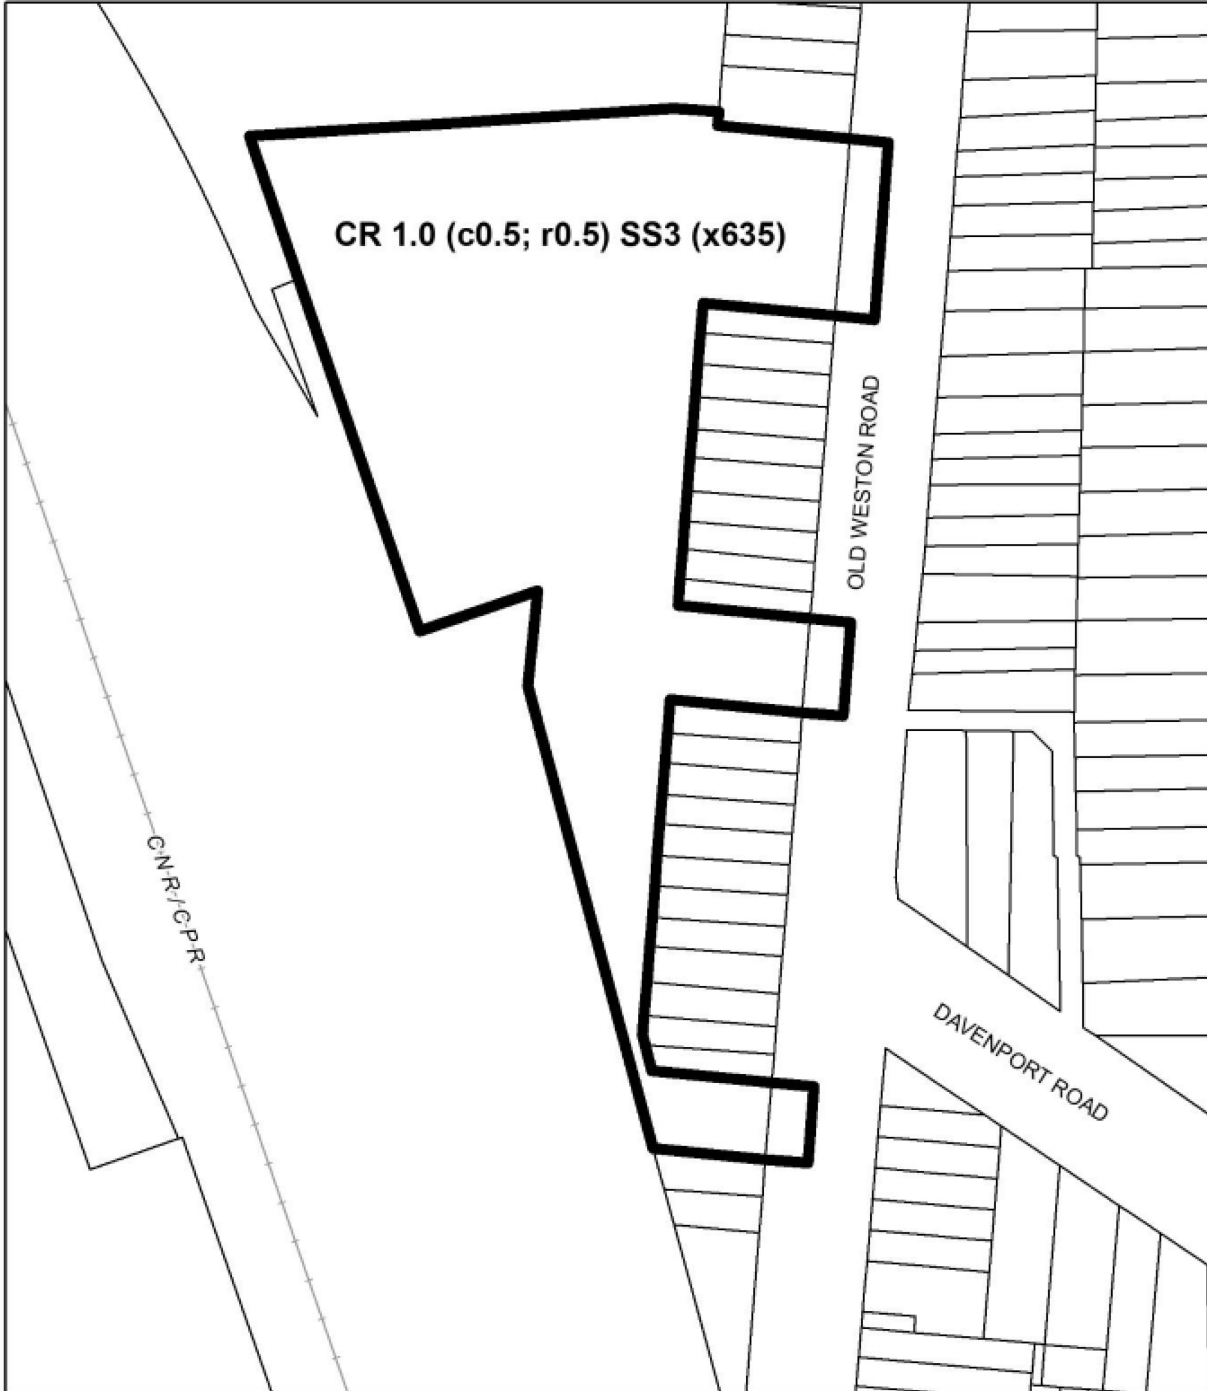 CR 1.0 (c0.5; r0.5) SS3 (x635)
OLD WESTON ROAD
C-N-R-/-C-P-R
DAVENPORT ROAD